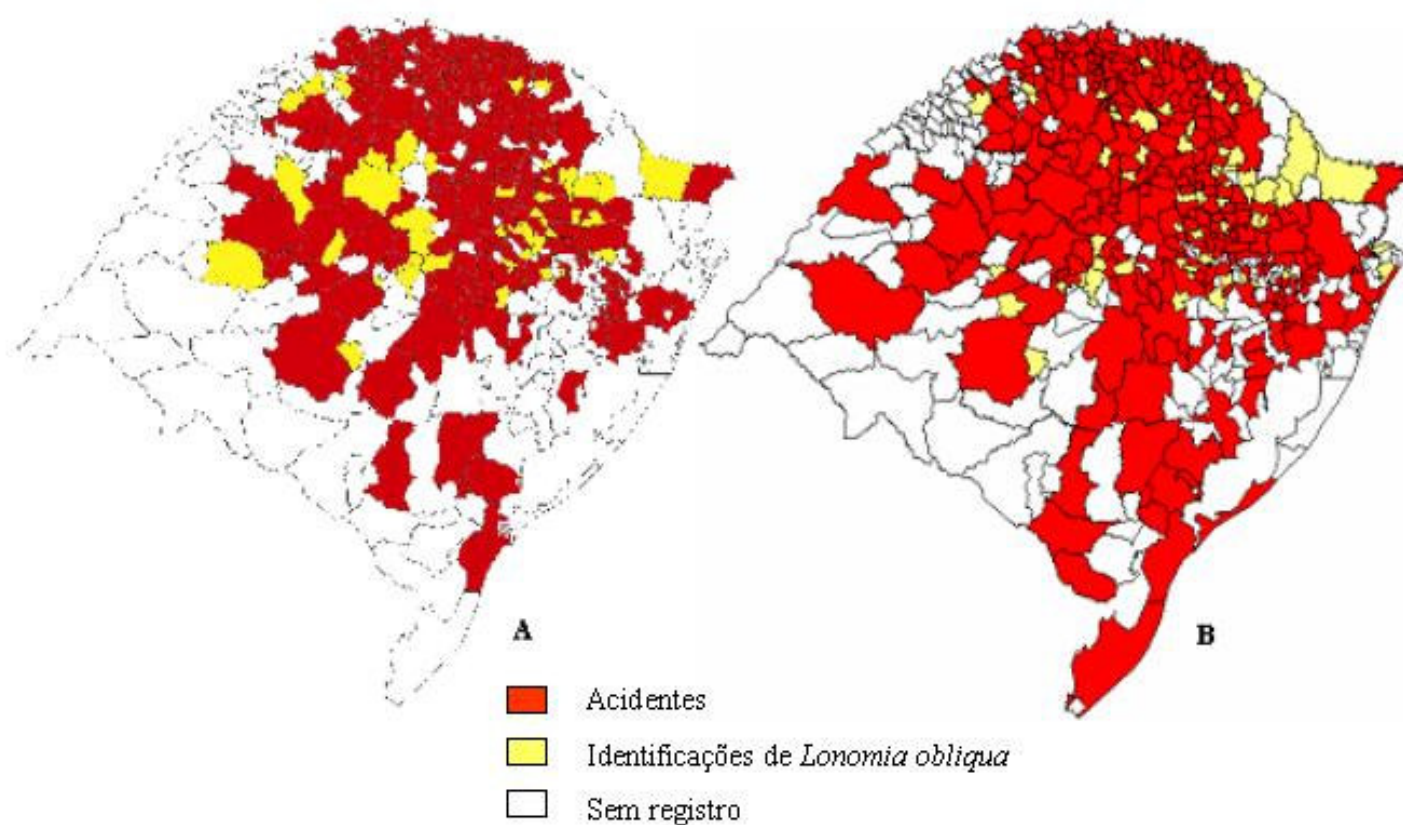 A
B
Acidentes
Identificações de Lonomia obliqua
Sem registro